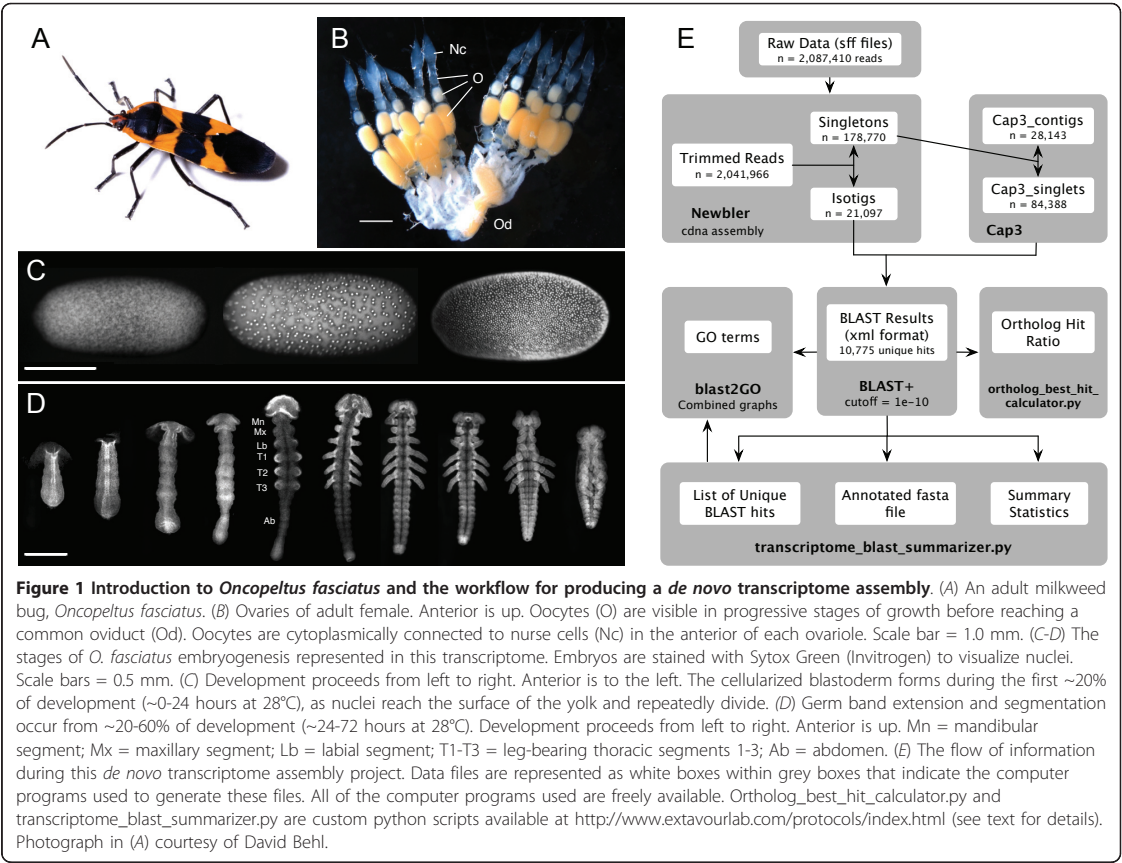 A
B
Nc
O
Od
C
D
Mn
Mx
Lb
T1
T2
T3
Ab
E
Raw Data (sff files)
n = 2,087,410 reads
Singletons
n = 178,770
Trimmed Reads
n = 2,041,966
Isotigs
n = 21,097
Newbler
cdna assembly
Cap3_contigs
n = 28,143
Cap3_singlets
n = 84,388
Cap3
GO terms
blast2GO
Combined graphs
BLAST Results
(xml format)
10,775 unique hits
BLAST+
cutoff = 1e-10
Ortholog Hit
Ratio
ortholog_best_hit_
calculator.py
List of Unique
BLAST hits
Annotated fasta
file
Summary
Statistics
transcriptome_blast_summarizer.py
Figure 1 Introduction to Oncopeltus fasciatus and the workflow for producing a de novo transcriptome assembly. (A) An adult milkweed
bug, Oncopeltus fasciatus. (B) Ovaries of adult female. Anterior is up. Oocytes (O) are visible in progressive stages of growth before reaching a
common oviduct (Od). Oocytes are cytoplasmically connected to nurse cells (Nc) in the anterior of each ovariole. Scale bar = 1.0 mm. (C-D) The
stages of O. fasciatus embryogenesis represented in this transcriptome. Embryos are stained with Sytox Green (Invitrogen) to visualize nuclei.
Scale bars = 0.5 mm. (C) Development proceeds from left to right. Anterior is to the left. The cellularized blastoderm forms during the first ~20%
of development (~0-24 hours at 28°C), as nuclei reach the surface of the yolk and repeatedly divide. (D) Germ band extension and segmentation
occur from ~20-60% of development (~24-72 hours at 28°C). Development proceeds from left to right. Anterior is up. Mn = mandibular
segment; Mx = maxillary segment; Lb = labial segment; T1-T3 = leg-bearing thoracic segments 1-3; Ab = abdomen. (E) The flow of information
during this de novo transcriptome assembly project. Data files are represented as white boxes within grey boxes that indicate the computer
programs used to generate these files. All of the computer programs used are freely available. Ortholog_best_hit_calculator.py and
transcriptome_blast_summarizer.py are custom python scripts available at http://www.extavourlab.com/protocols/index.html (see text for details).
Photograph in (A) courtesy of David Behl.